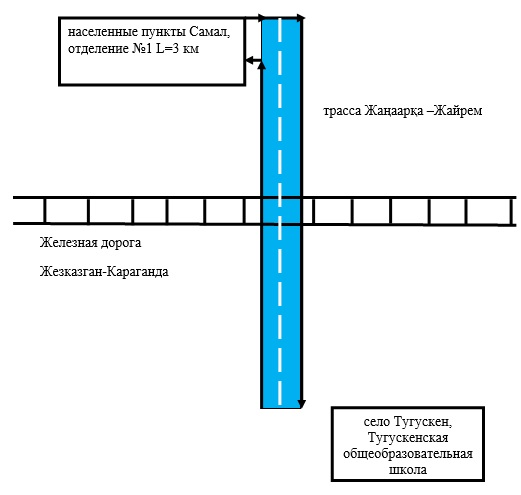 населенные пункты Самал,
отделение №1 L=3 км
трасса Жаңаарқа –Жайрем
Железная дорога
Жезказган-Караганда
село Тугускен,
Тугускенская
общеобразовательная
школа